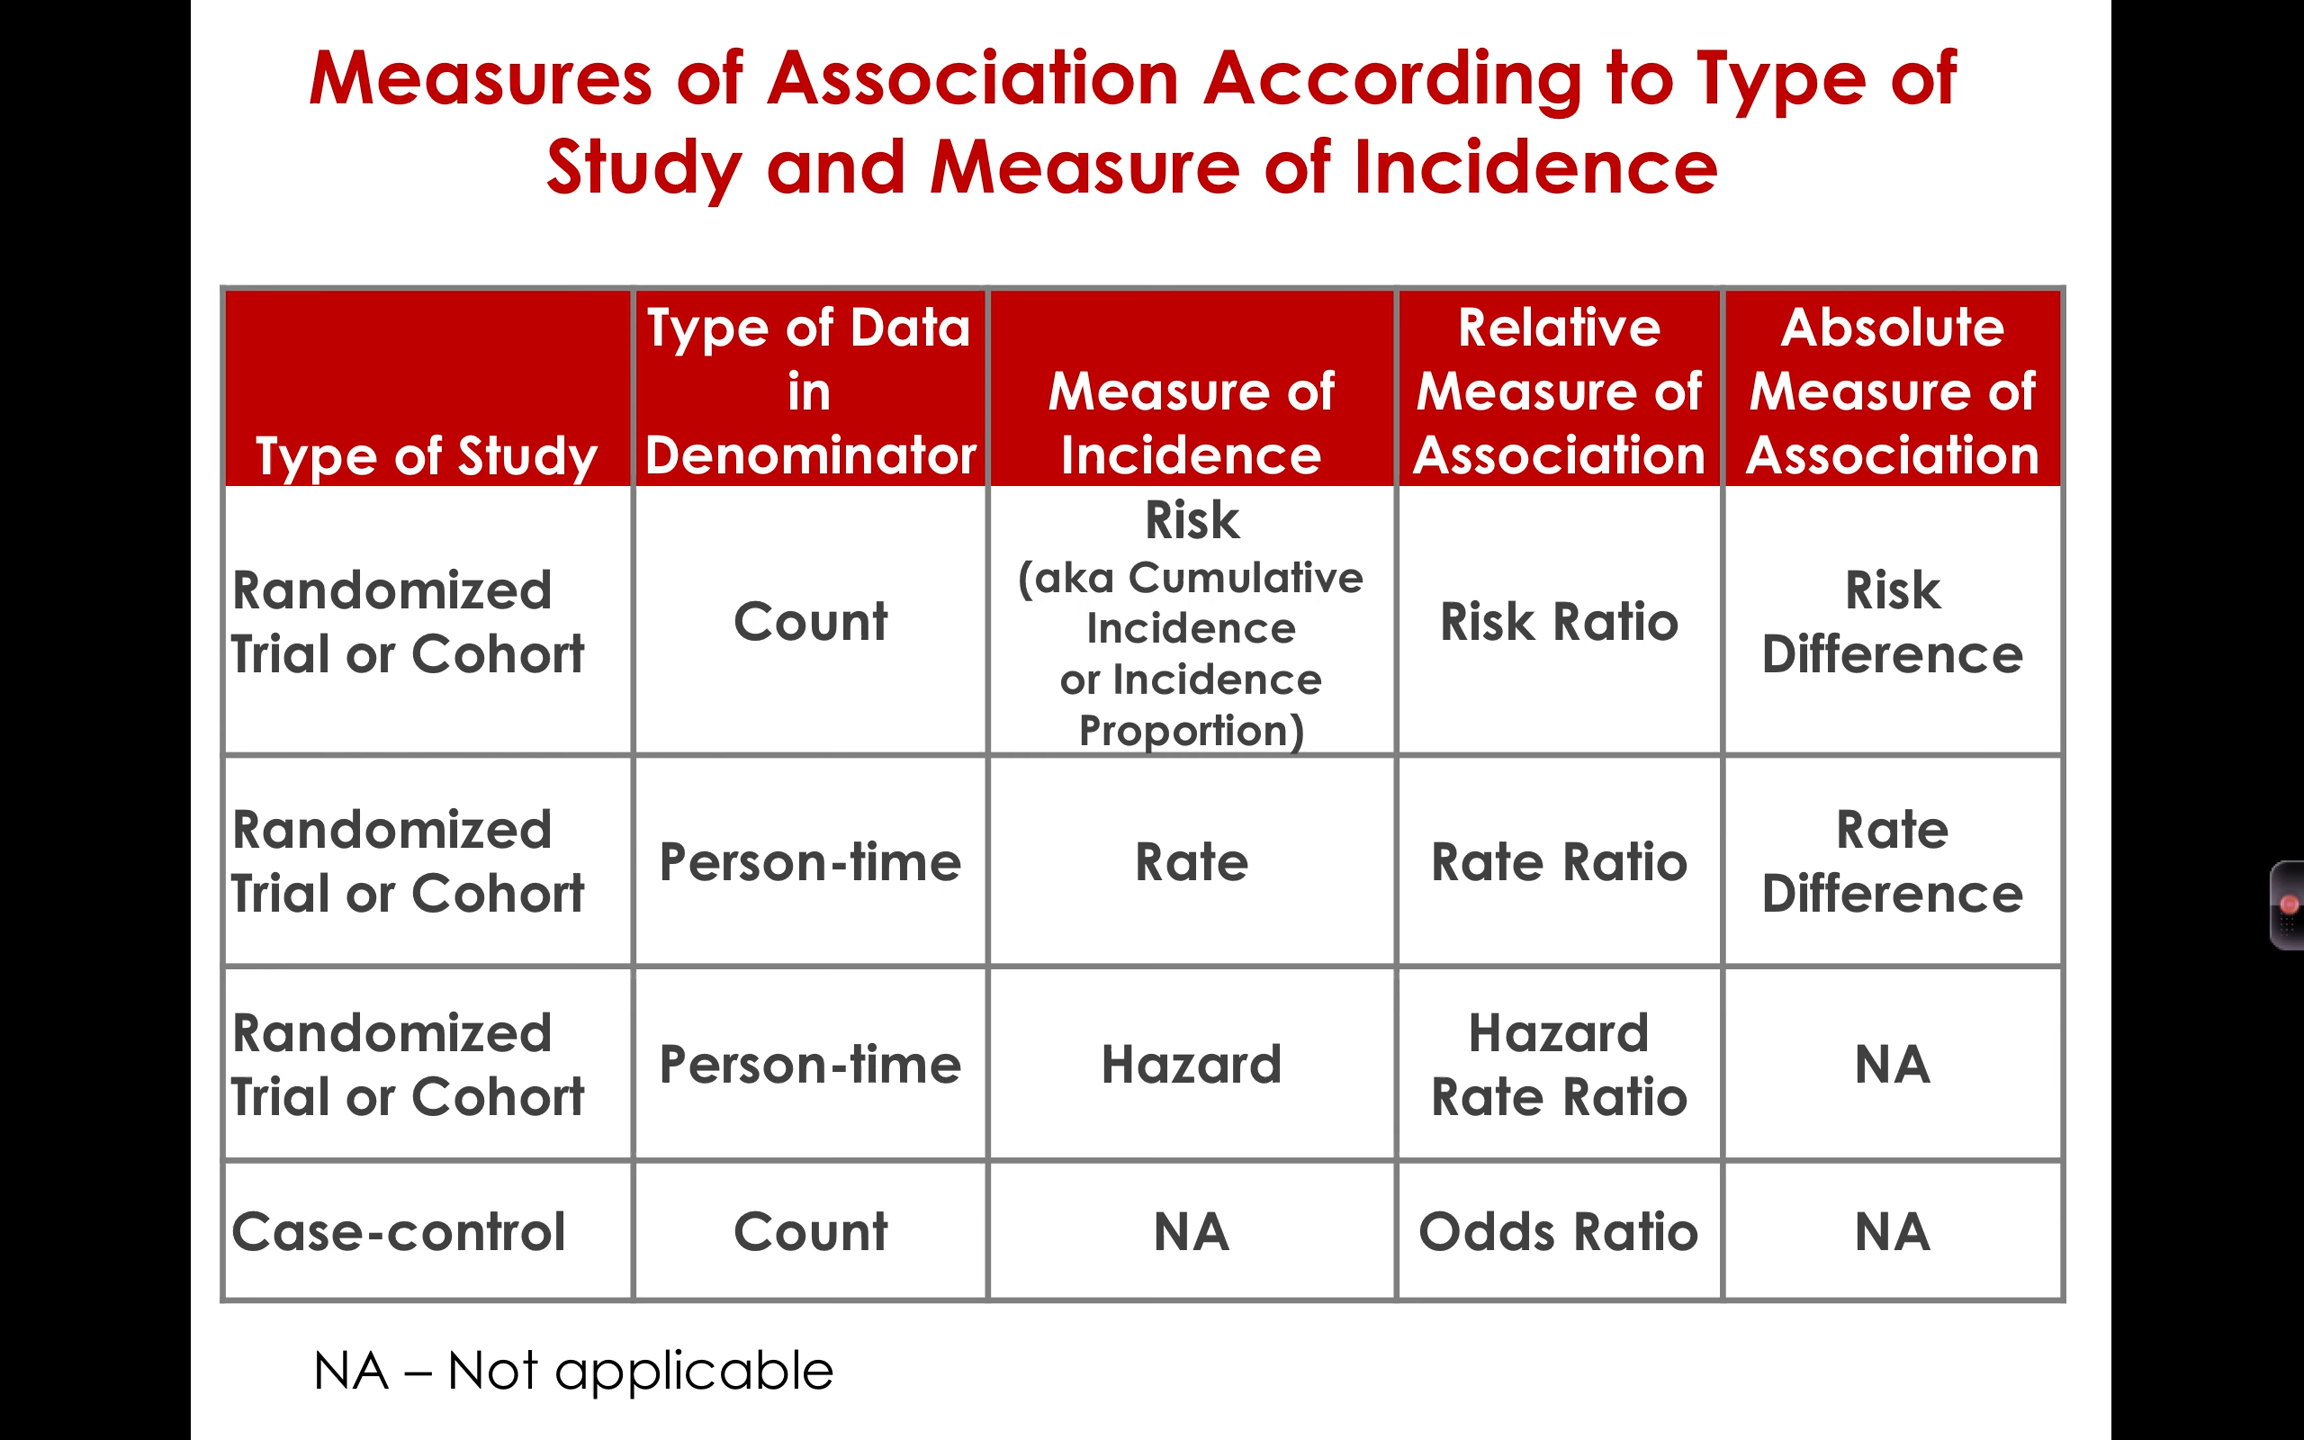 Measures of Association According to Type of
Study and Measure of Incidence
Type of Study
Type of Data
in
Denominator
Measure of
Incidence
Relative
Measure of
Association
Absolute
Measure of
Association
Randomized
Trial or Cohort
Count
Risk
(aka Cumulative
Incidence
or Incidence
Proportion)
Risk Ratio
Risk
Difference
Randomized
Trial or Cohort
Person-time
Rate
Rate Ratio
Rate
Difference
Randomized
Trial or Cohort
Person-time
Hazard
Hazard
Rate Ratio
NA
Case-control
Count
NA
Odds Ratio
NA
NA – Not applicable